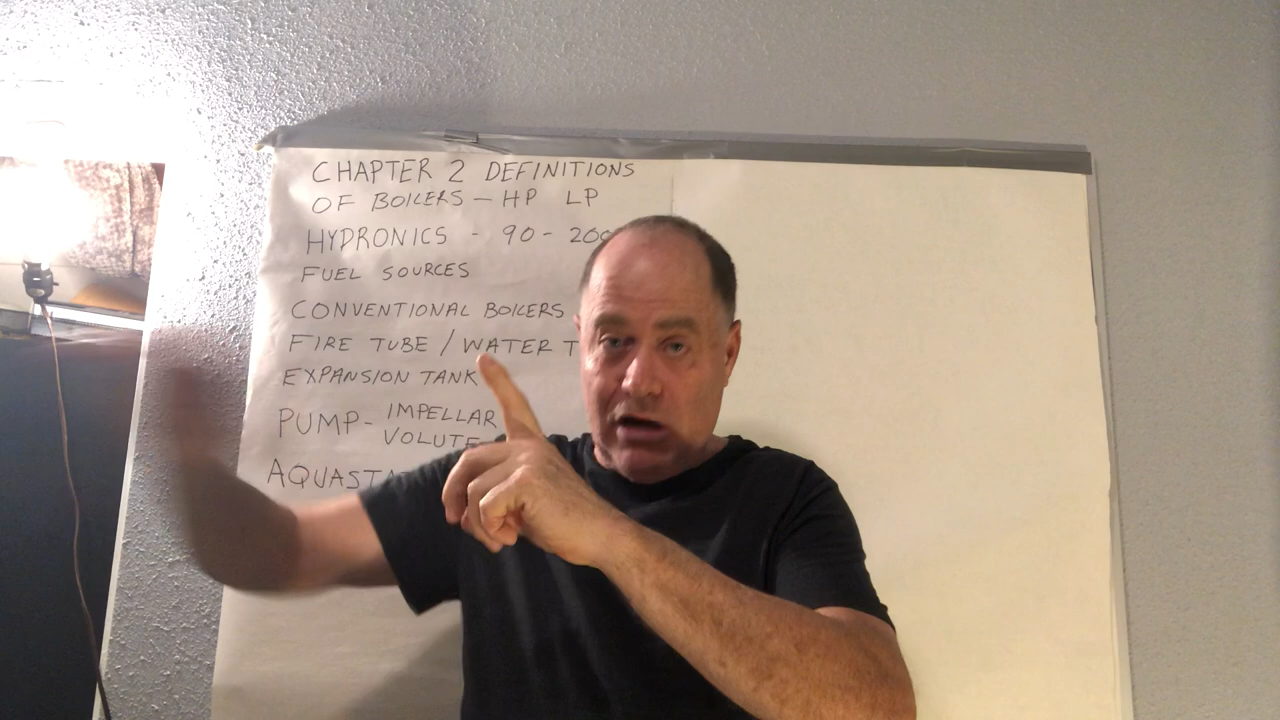 CHAPTER 2 DEFINITIONS
OF BOILERS - HP LP
HYDRONICS - 90 - 200
FUEL SOURCES
CONVENTIONAL BOILERS
FIRE TUBE / WATER T
EXPANSION TANK
PUMP - IMPELLAR
VOLUTE